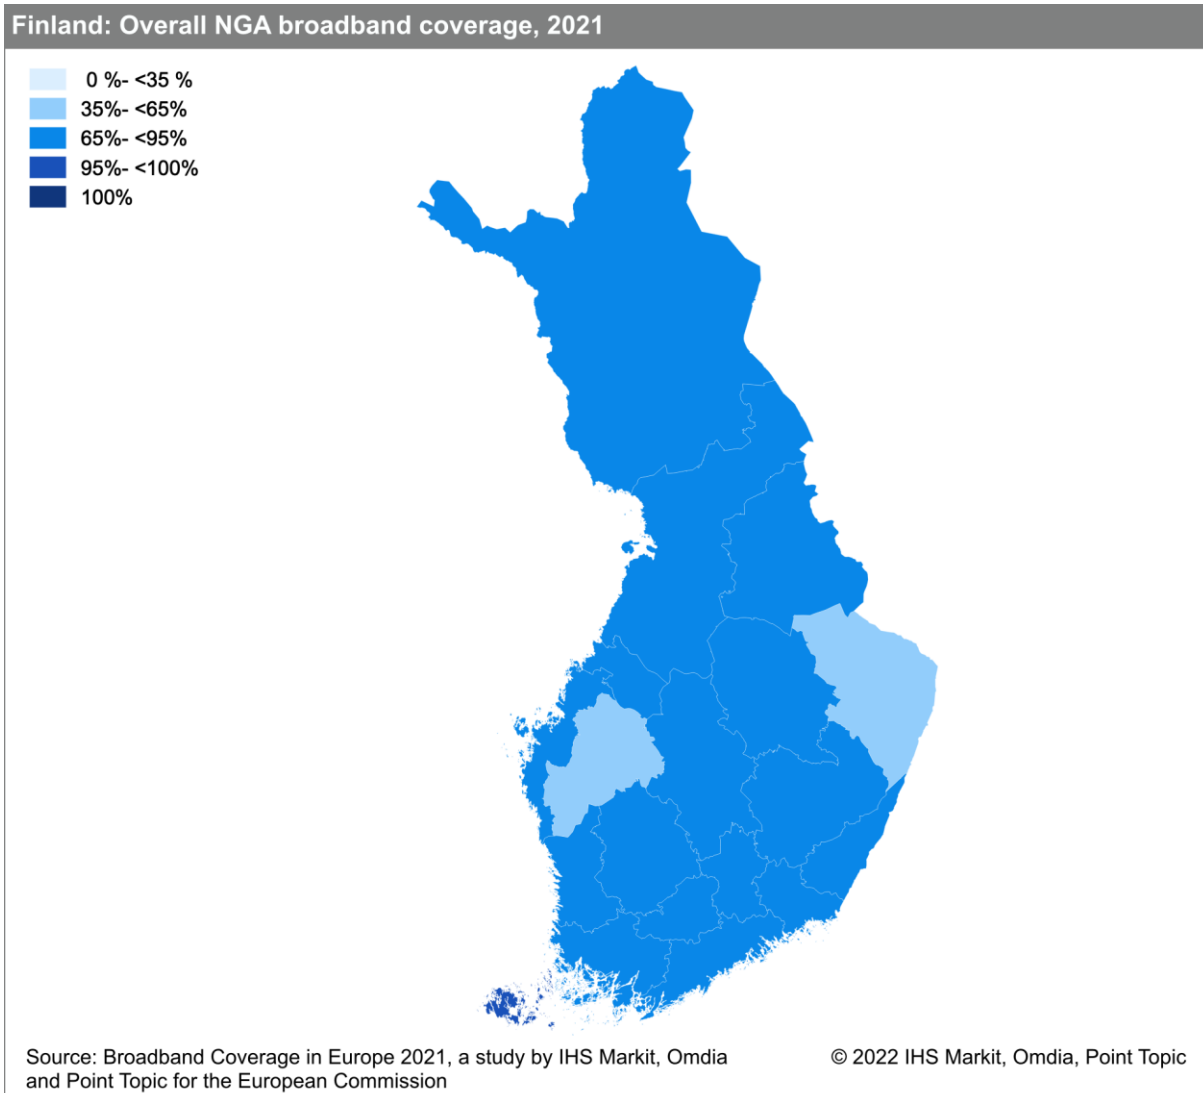 Finland: Overall NGA broadband coverage, 2021
0 %- <35 %
35%- <65%
65%- <95%
95%- <100%
100%
Source: Broadband Coverage in Europe 2021, a study by IHS Markit, Omdia
and Point Topic for the European Commission
© 2022 IHS Markit, Omdia, Point Topic